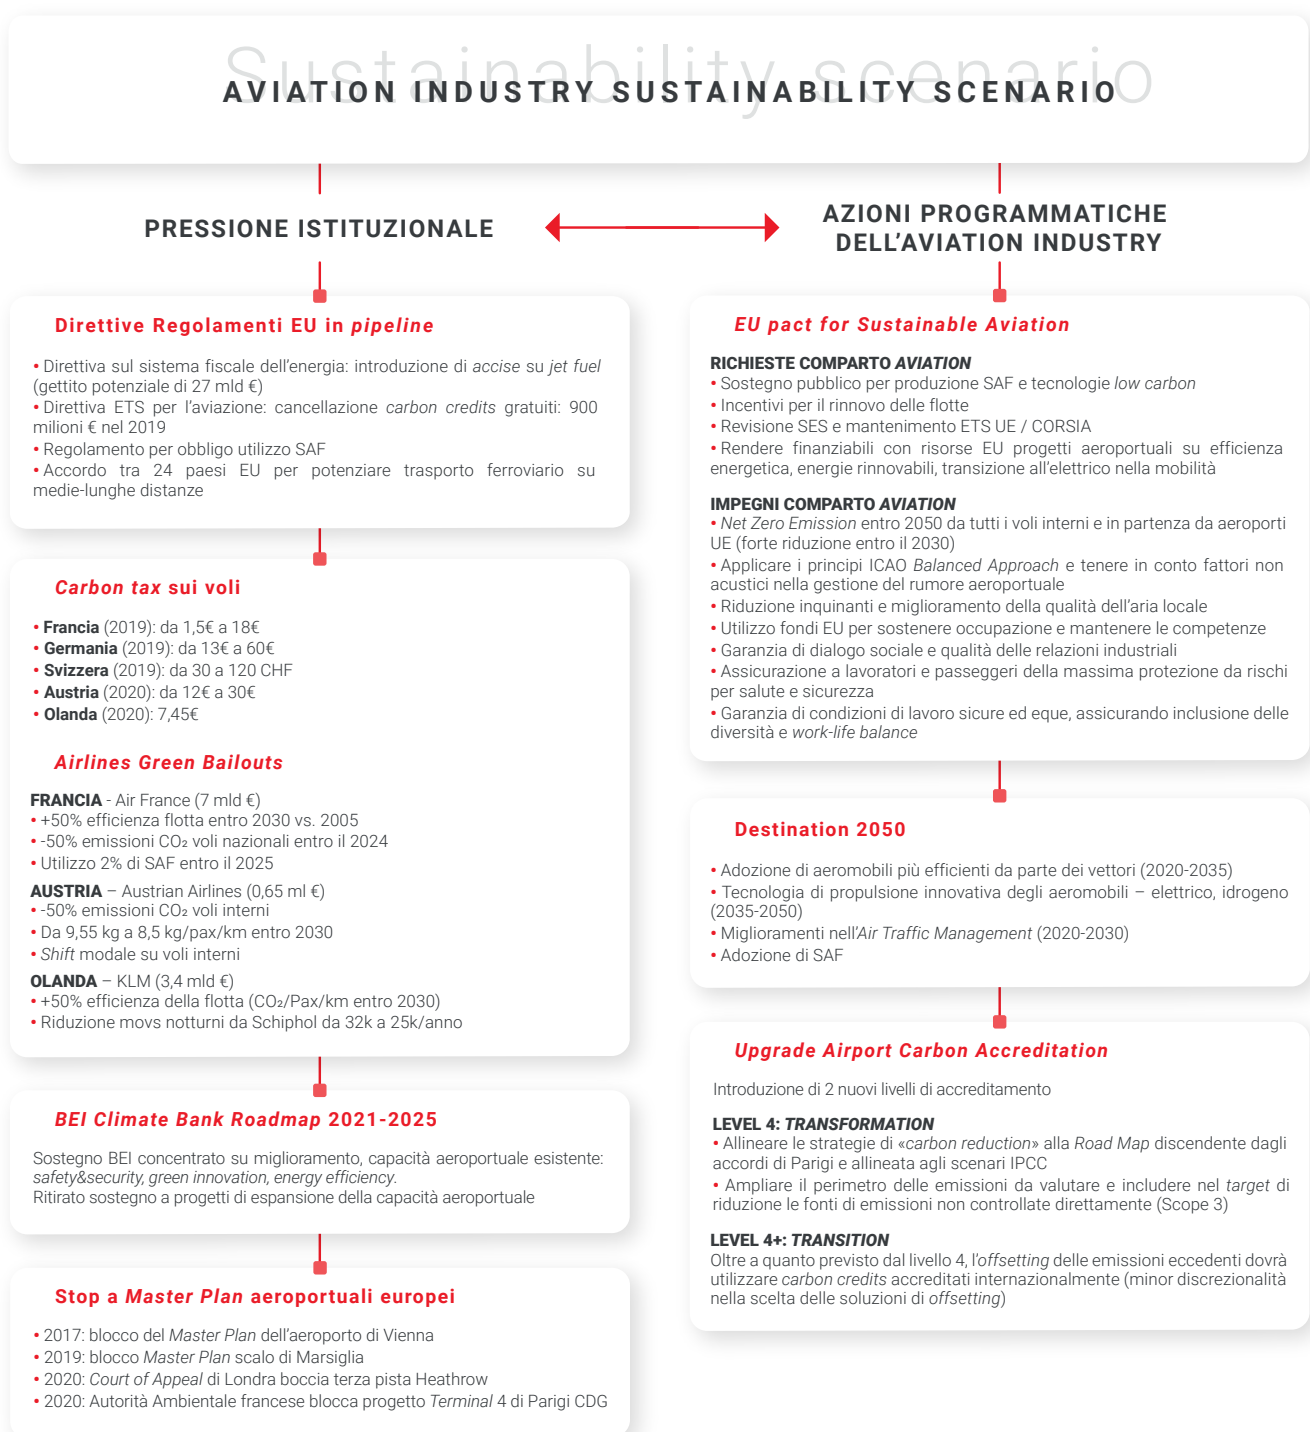 Sustainability scenario
AVIATION INDUSTRY SUSTAINABILITY SCENARIO
PRESSIONE ISTITUZIONALE
AZIONI PROGRAMMATICHE
DELL’AVIATION INDUSTRY
Direttive Regolamenti EU in pipeline
• Direttiva sul sistema fiscale dell’energia: introduzione di accise su jet fuel
(gettito potenziale di 27 mld €)
• Direttiva ETS per l’aviazione: cancellazione carbon credits gratuiti: 900
milioni € nel 2019
• Regolamento per obbligo utilizzo SAF
• Accordo tra 24 paesi EU per potenziare trasporto ferroviario su
medie-lunghe distanze
Carbon tax sui voli
• Francia (2019): da 1,5€ a 18€
• Germania (2019): da 13€ a 60€
• Svizzera (2019): da 30 a 120 CHF
• Austria (2020): da 12€ a 30€
• Olanda (2020): 7,45€
Airlines Green Bailouts
FRANCIA - Air France (7 mld €)
• +50% efficienza flotta entro 2030 vs. 2005
• -50% emissioni CO₂ voli nazionali entro il 2024
• Utilizzo 2% di SAF entro il 2025
AUSTRIA – Austrian Airlines (0,65 ml €)
• -50% emissioni CO₂ voli interni
• Da 9,55 kg a 8,5 kg/pax/km entro 2030
• Shift modale su voli interni
OLANDA – KLM (3,4 mld €)
• +50% efficienza della flotta (CO₂/Pax/km entro 2030)
• Riduzione movs notturni da Schiphol da 32k a 25k/anno
BEI Climate Bank Roadmap 2021-2025
Sostegno BEI concentrato su miglioramento, capacità aeroportuale esistente:
safety&security, green innovation, energy efficiency.
Ritirato sostegno a progetti di espansione della capacità aeroportuale
Stop a Master Plan aeroportuali europei
• 2017: blocco del Master Plan dell’aeroporto di Vienna
• 2019: blocco Master Plan scalo di Marsiglia
• 2020: Court of Appeal di Londra boccia terza pista Heathrow
• 2020: Autorità Ambientale francese blocca progetto Terminal 4 di Parigi CDG
EU pact for Sustainable Aviation
RICHIESTE COMPARTO AVIATION
• Sostegno pubblico per produzione SAF e tecnologie low carbon
• Incentivi per il rinnovo delle flotte
• Revisione SES e mantenimento ETS UE / CORSIA
• Rendere finanziabili con risorse EU progetti aeroportuali su efficienza
energetica, energie rinnovabili, transizione all’elettrico nella mobilità
IMPEGNI COMPARTO AVIATION
• Net Zero Emission entro 2050 da tutti i voli interni e in partenza da aeroporti
UE (forte riduzione entro il 2030)
• Applicare i principi ICAO Balanced Approach e tenere in conto fattori non
acustici nella gestione del rumore aeroportuale
• Riduzione inquinanti e miglioramento della qualità dell’aria locale
• Utilizzo fondi EU per sostenere occupazione e mantenere le competenze
• Garanzia di dialogo sociale e qualità delle relazioni industriali
• Assicurazione a lavoratori e passeggeri della massima protezione da rischi
per salute e sicurezza
• Garanzia di condizioni di lavoro sicure ed eque, assicurando inclusione delle
diversità e work-life balance
Destination 2050
• Adozione di aeromobili più efficienti da parte dei vettori (2020-2035)
• Tecnologia di propulsione innovativa degli aeromobili – elettrico, idrogeno
(2035-2050)
• Miglioramenti nell’Air Traffic Management (2020-2030)
• Adozione di SAF
Upgrade Airport Carbon Accreditation
Introduzione di 2 nuovi livelli di accreditamento
LEVEL 4: TRANSFORMATION
• Allineare le strategie di «carbon reduction» alla Road Map discendente dagli
accordi di Parigi e allineata agli scenari IPCC
• Ampliare il perimetro delle emissioni da valutare e includere nel target di
riduzione le fonti di emissioni non controllate direttamente (Scope 3)
LEVEL 4+: TRANSITION
Oltre a quanto previsto dal livello 4, l’offsetting delle emissioni eccedenti dovrà
utilizzare carbon credits accreditati internazionalmente (minor discrezionalità
nella scelta delle soluzioni di offsetting)